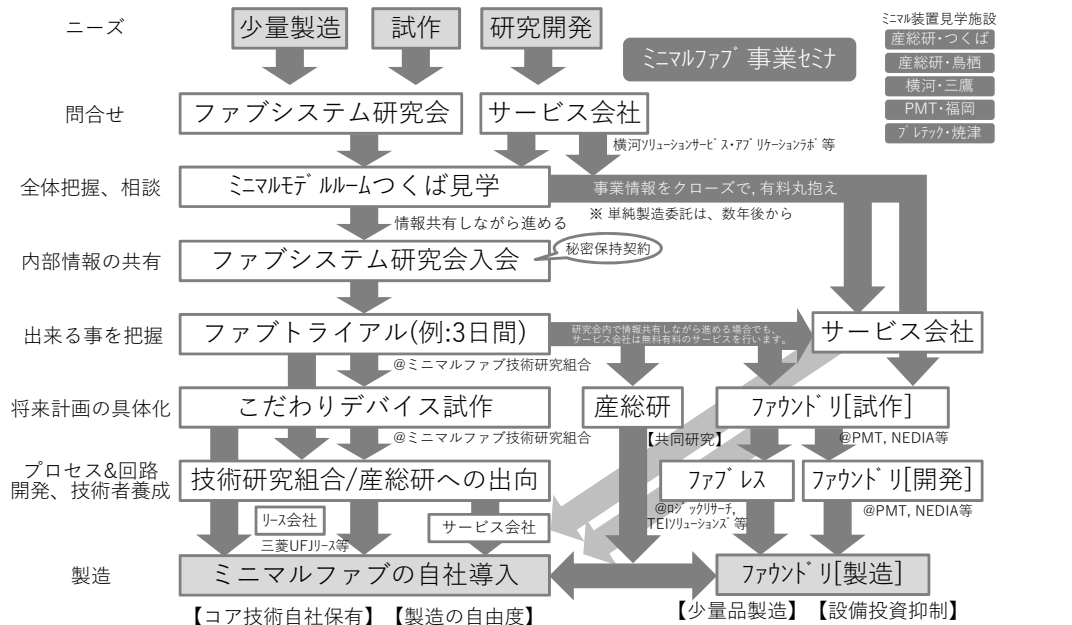 ニーズ
少量製造
試作
研究開発
ﾐﾆﾏﾙﾌｧﾌﾞ事業ｾﾐﾅ
ﾐﾆﾏﾙ装置見学施設
産総研・つくば
産総研・鳥栖
横河・三鷹
PMT・福岡
ﾌﾟﾚﾃｯｸ・焼津
問合せ
ファブシステム研究会
サービス会社
横河ｿﾘｭｰｼｮﾝｻｰﾋﾞｽ・ｱﾌﾟﾘｹｰｼｮﾝﾗﾎﾞ等
全体把握、相談
ﾐﾆﾏﾙﾓﾃﾞﾙﾙｰﾑつくば見学
事業情報をクローズで,有料丸抱え
※ 単純製造委託は、数年後から
情報共有しながら進める
内部情報の共有
ファブシステム研究会入会
秘密保持契約
出来る事を把握
ファブトライアル(例:3日間)
研究会内で情報共有しながら進める場合でも、
サービス会社は無料有料のサービスを行います。
サービス会社
@ミニマルファブ技術研究組合
将来計画の具体化
こだわりデバイス試作
産総研
ﾌｧｳﾝﾄﾞﾘ[試作]
@ミニマルファブ技術研究組合
【共同研究】
@PMT, NEDIA等
プロセス&回路
開発、技術者養成
技術研究組合/産総研への出向
ﾌｧﾌﾞﾚｽ
ﾌｧｳﾝﾄﾞﾘ[開発]
@ﾛｼﾞｯｸﾘｻｰﾁ,
TEIｿﾘｭｰｼｮﾝｽﾞ等
@PMT, NEDIA等
ﾘｰｽ会社
三菱UFJﾘｰｽ等
サービス会社
製造
ミニマルファブの自社導入
ﾌｧｳﾝﾄﾞﾘ[製造]
【コア技術自社保有】
【製造の自由度】
【少量品製造】
【設備投資抑制】